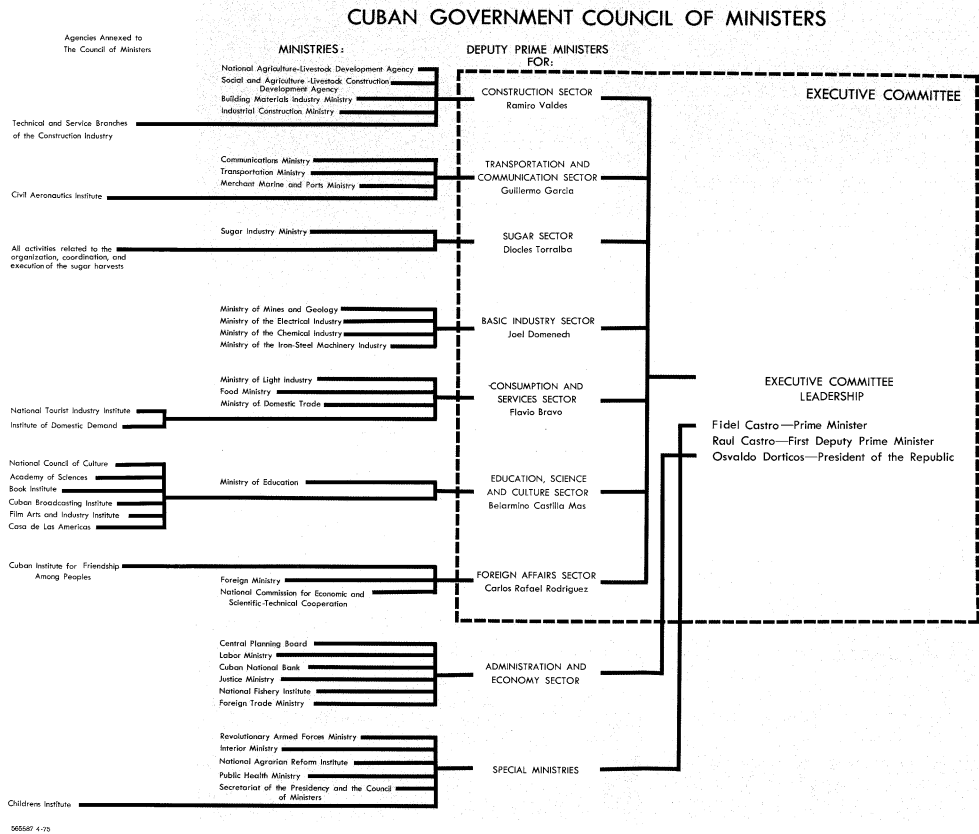 CUBAN GOVERNMENT COUNCIL OF MINISTERS
Agencies Annexed to
The Council of Ministers
MINISTRIES:
DEPUTY PRIME MINISTERS
FOR:
EXECUTIVE COMMITTEE
National Agriculture-Livestock Development Agency
Social and Agriculture -Livestock Construction
Development Agency
Building Materials Industry Ministry
Industrial Construction Ministry
Technical and Service Branches
of the Construction Industry
CONSTRUCTION SECTOR
Ramiro Valdes
Communications Ministry
Transportation Ministry
Merchant Marine and Ports Ministry
Civil Aeronautics Institute
TRANSPORTATION AND
COMMUNICATION SECTOR
Guillermo Garcia
Sugar Industry Ministry
All activities related to the
organization, coordination, and
execution of the sugar harvests
SUGAR SECTOR
Diocles Torralba
Ministry of Mines and Geology
Ministry of the Electrical Industry
Ministry of the Chemical Industry
Ministry of the Iron-Steel Machinery Industry
BASIC INDUSTRY SECTOR
Joel Domenech
Ministry of Light Industry
Food Ministry
Ministry of Domestic Trade
National Tourist Industry Institute
Institute of Domestic Demand
CONSUMPTION AND
SERVICES SECTOR
Flavio Bravo
EXECUTIVE COMMITTEE
LEADERSHIP
Fidel Castro—Prime Minister
Raul Castro—First Deputy Prime Minister
Osvaldo Dorticos—President of the Republic
National Council of Culture
Academy of Sciences
Book Institute
Cuban Broadcasting Institute
Film Arts and Industry Institute
Casa de Las Americas
Ministry of Education
EDUCATION, SCIENCE
AND CULTURE SECTOR
Belarmino Castilla Mas
Cuban Institute for Friendship
Among Peoples
Foreign Ministry
National Commission for Economic and
Scientific-Technical Cooperation
FOREIGN AFFAIRS SECTOR
Carlos Rafael Rodriguez
Central Planning Board
Labor Ministry
Cuban National Bank
Justice Ministry
National Fishery Institute
Foreign Trade Ministry
ADMINISTRATION AND
ECONOMY SECTOR
Revolutionary Armed Forces Ministry
Interior Ministry
National Agrarian Reform Institute
Public Health Ministry
Secretariat of the Presidency and the Council
of Ministers
SPECIAL MINISTRIES
Childrens Institute
565587 4-75